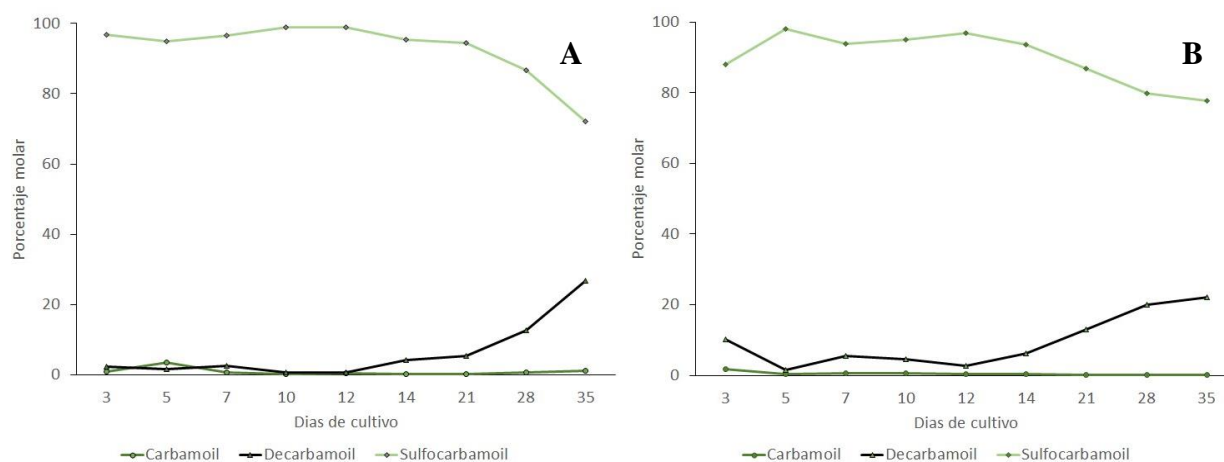 A
Porcentaje molar
100
80
60
40
20
0
3 5 7 10 12 14 21 28 35
Dias de cultivo
Carbamoil Decarbamoil Sulfocarbamoil
B
Porcentaje molar
100
80
60
40
20
0
3 5 7 10 12 14 21 28 35
Dias de cultivo
Carbamoil Decarbamoil Sulfocarbamoil